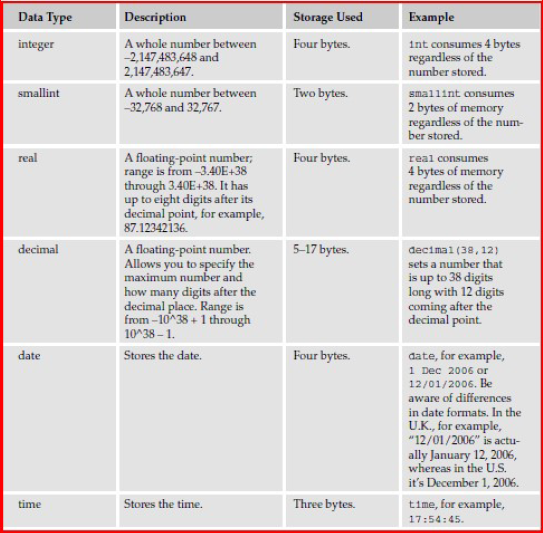 Data Type Description Storage Used Example
integer A whole number between Four bytes. int consumes 4 bytes
–2,147,483,648 and regardless of the
2,147,483,647. number stored.
smallint A whole number between Two bytes. smallint consumes
–32,768 and 32,767. 2 bytes of memory
regardless of the num-
ber stored.
real A floating-point number; Four bytes. real consumes
range is from –3.40E+38 4 bytes of memory
through 3.40E+38. It has regardless of the
up to eight digits after its number stored.
decimal point, for example,
87.12342136.
decimal A floating-point number. 5–17 bytes. decimal(38,12)
Allows you to specify the sets a number that
maximum number and is up to 38 digits
how many digits after the long with 12 digits
decimal place. Range is coming after the
from –10^38 + 1 through decimal point.
10^38 – 1.
date Stores the date. Four bytes. date, for example,
1 Dec 2006 or
12/01/2006. Be
aware of differences
in date formats. In the
U.K., for example,
“12/01/2006” is actu-
ally January 12, 2006,
whereas in the U.S.
it’s December 1, 2006.
time Stores the time. Three bytes. time, for example,
17:54:45.